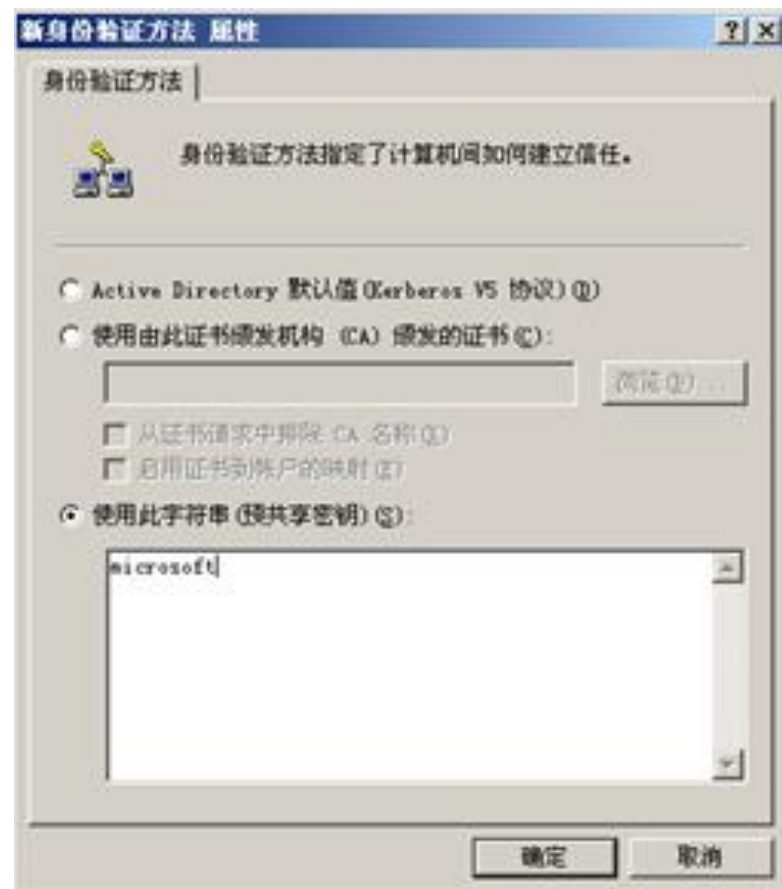 新身份验证方法 属性
身份验证方法
身份验证方法指定了计算机间如何建立信任。
Active Directory 默认值(Kerberos V5 协议)(D)
使用由此证书颁发机构 (CA) 颁发的证书(C):
浏览(B)...
从证书请求中排除 CA 名称(X)
启用证书到帐户的映射(E)
使用此字符串(预共享密钥)(S):
microsoft
确定
取消